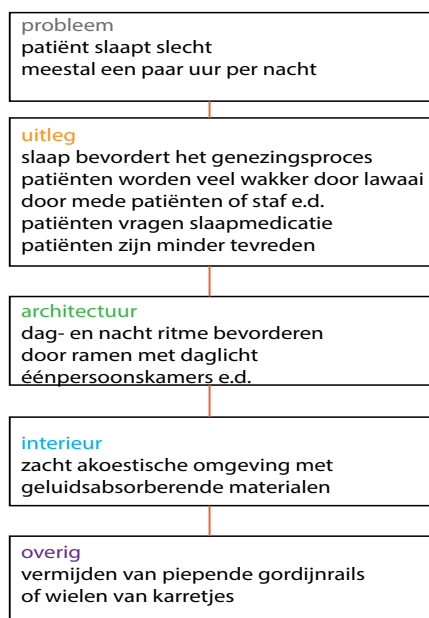 probleem
patiënt slaapt slecht
meestal een paar uur per nacht
uitleg
slaap bevordert het genezingsproces
patiënten worden veel wakker door lawaai
door mede patiënten of staf e.d.
patiënten vragen slaapmedicatie
patiënten zijn minder tevreden
architectuur
dag- en nacht ritme bevorderen
door ramen met daglicht
éénpersoonskamers e.d.
interieur
zacht akoestische omgeving met
geluidsabsorberende materialen
overig
vermijden van piepende gordijnrails
of wielen van karretjes